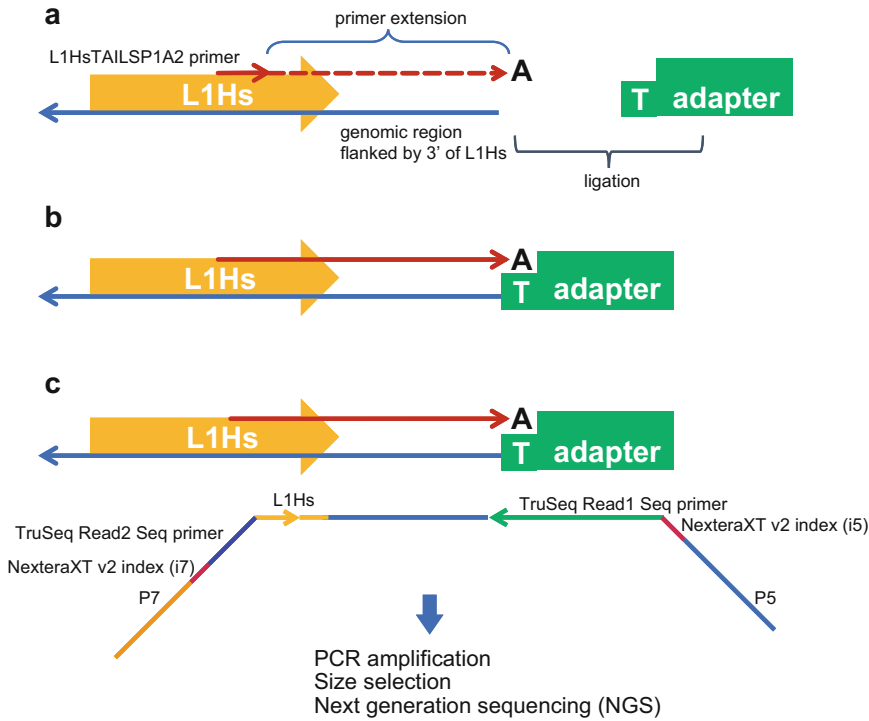 a
primer extension
L1HsTAILSP1A2 primer
A
L1Hs
T
adapter
genomic region
flanked by 3' of L1Hs
ligation
b
A
L1Hs
T
adapter
c
A
L1Hs
T
adapter
L1Hs
TruSeq Read1 Seq primer
TruSeq Read2 Seq primer
NexteraXT v2 index (i5)
NexteraXT v2 index (i7)
P7
P5
PCR amplification
Size selection
Next generation sequencing (NGS)